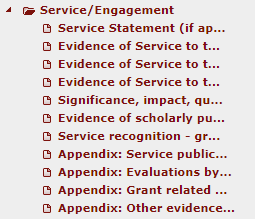 Service/Engagement
Service Statement (if ap...
Evidence of Service to t...
Evidence of Service to t...
Evidence of Service to t...
Significance, impact, qu...
Evidence of scholarly pu...
Service recognition - gr...
Appendix: Service public...
Appendix: Evaluations by...
Appendix: Grant related ...
Appendix: Other evidence...